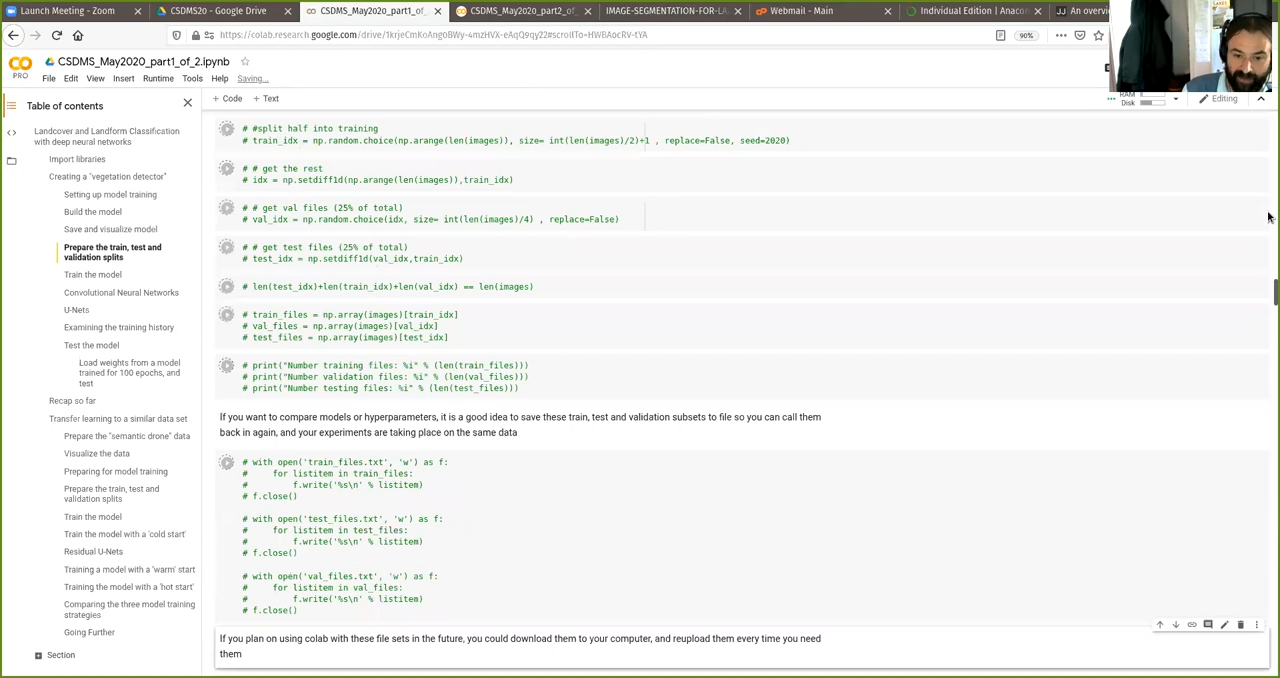 Launch Meeting - Zoom
CSDMS20 - Google Drive
CSDMS_May2020_part1_of_2.
CSDMS_May2020_part2_of_2.
IMAGE-SEGMENTATION-FOR-LA
Webmail - Main
Individual Edition | Anacon
An overvi
https://colab.research.google.com/drive/1krjeCmKoAngoBWy-4mzHVX-eAqQ9qy22#scrollTo=HWBAocrL-tYA
90%
CO
PRO
CSDMS_May2020_part1_of_2.ipynb
File Edit View Insert Runtime Tools Help Saving...
+ Code + Text
RAM
Disk
Editing
Table of contents
Landcover and Landform Classification
with deep neural networks
Import libraries
Creating a "vegetation detector"
Setting up model training
Build the model
Save and visualize model
Prepare the train, test and
validation splits
Train the model
Convolutional Neural Networks
U-Nets
Examining the training history
Test the model
Load weights from a model
trained for 100 epochs, and
test
Recap so far
Transfer learning to a similar data set
Prepare the "semantic drone" data
Visualize the data
Preparing for model training
Prepare the train, test and
validation splits
Train the model
Train the model with a 'cold start'
Residual U-Nets
Training a model with a 'warm' start
Training the model with a 'hot start'
Comparing the three model training
strategies
Going Further
Section
# #split half into training
# train_idx = np.random.choice(np.arange(len(images)), size= int(len(images)/2)+1 , replace=False, seed=2020)
# # get the rest
# idx = np.setdiff1d(np.arange(len(images)),train_idx)
# # get val files (25% of total)
# val_idx = np.random.choice(idx, size= int(len(images)/4) , replace=False)
# # get test files (25% of total)
# test_idx = np.setdiff1d(val_idx,train_idx)
# len(test_idx)+len(train_idx)+len(val_idx) == len(images)
# train_files = np.array(images)[train_idx]
# val_files = np.array(images)[val_idx]
# test_files = np.array(images)[test_idx]
# print("Number training files: %i" % (len(train_files)))
# print("Number validation files: %i" % (len(val_files)))
# print("Number testing files: %i" % (len(test_files)))
If you want to compare models or hyperparameters, it is a good idea to save these train, test and validation subsets to file so you can call them
back in again, and your experiments are taking place on the same data
# with open('train_files.txt', 'w') as f:
# for listitem in train_files:
# f.write('%s\n' % listitem)
# f.close()
# with open('test_files.txt', 'w') as f:
# for listitem in test_files:
# f.write('%s\n' % listitem)
# f.close()
# with open('val_files.txt', 'w') as f:
# for listitem in val_files:
# f.write('%s\n' % listitem)
# f.close()
If you plan on using colab with these file sets in the future, you could download them to your computer, and reupload them every time you need
them